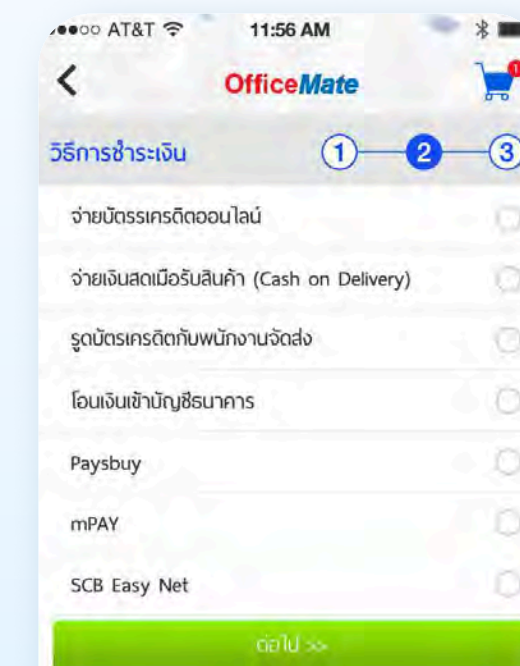 AT&T 11:56 AM
OfficeMate 1
วิธีการชำระเงิน 1 2 3
จ่ายบัตรรเครดิตออนไลน์
จ่ายเงินสดเมือรับสินค้า (Cash on Delivery)
รูดบัตรเครดิตกับพนักงานจัดส่ง
โอนเงินเข้าบัญชีธนาคาร
Paysbuy
mPAY
SCB Easy Net
ต่อไป >>